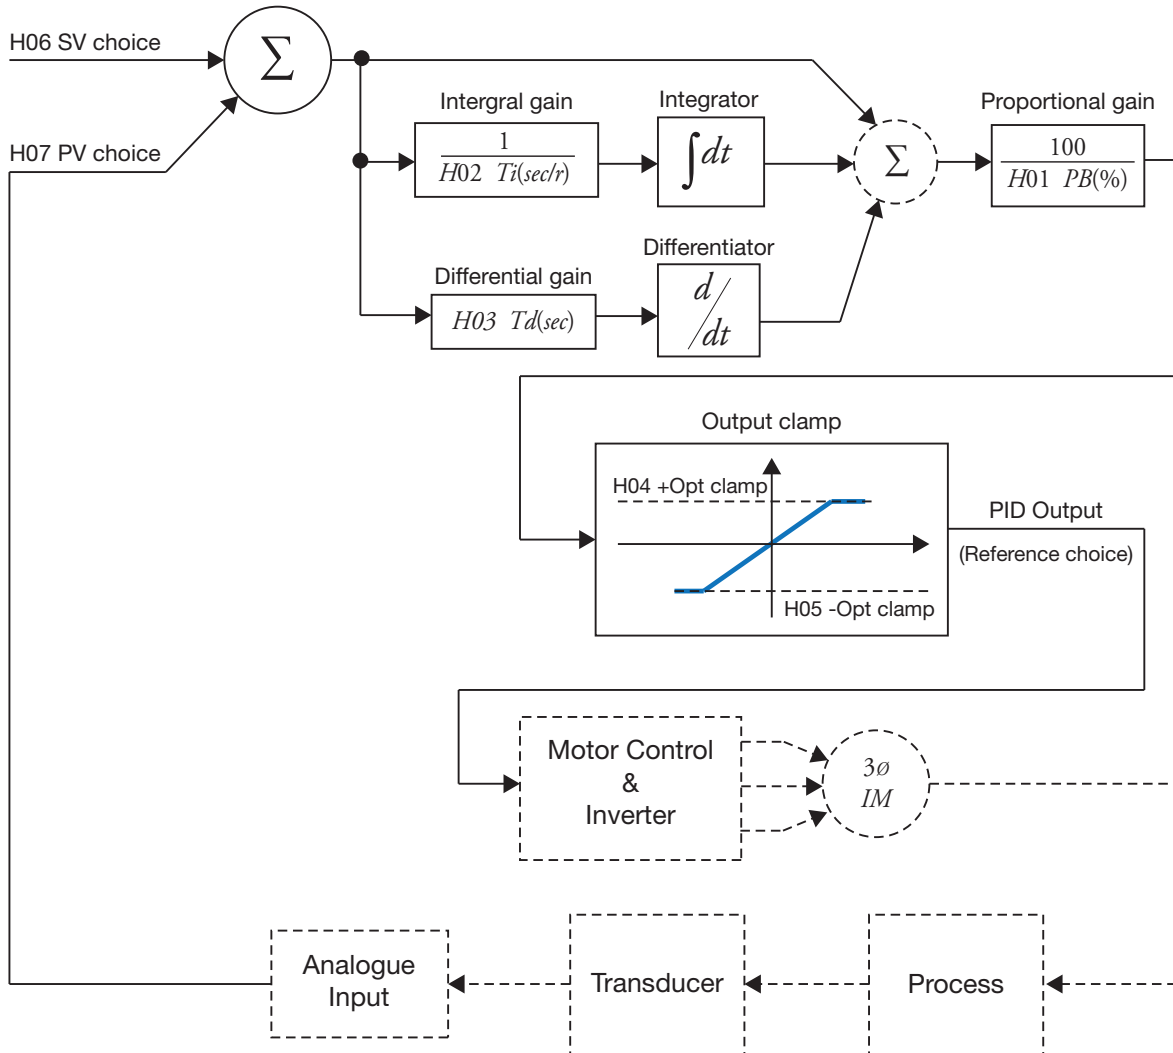 H06 SV choice
Σ
H07 PV choice
Intergral gain
1
H02 Ti(sec/r)
Integrator
∫dt
Σ
Proportional gain
100
H01 PB(%)
Differential gain
H03 Td(sec)
Differentiator
d/dt
Output clamp
H04 +Opt clamp
H05 -Opt clamp
PID Output
(Reference choice)
Motor Control
&
Inverter
3ø
IM
Analogue
Input
Transducer
Process